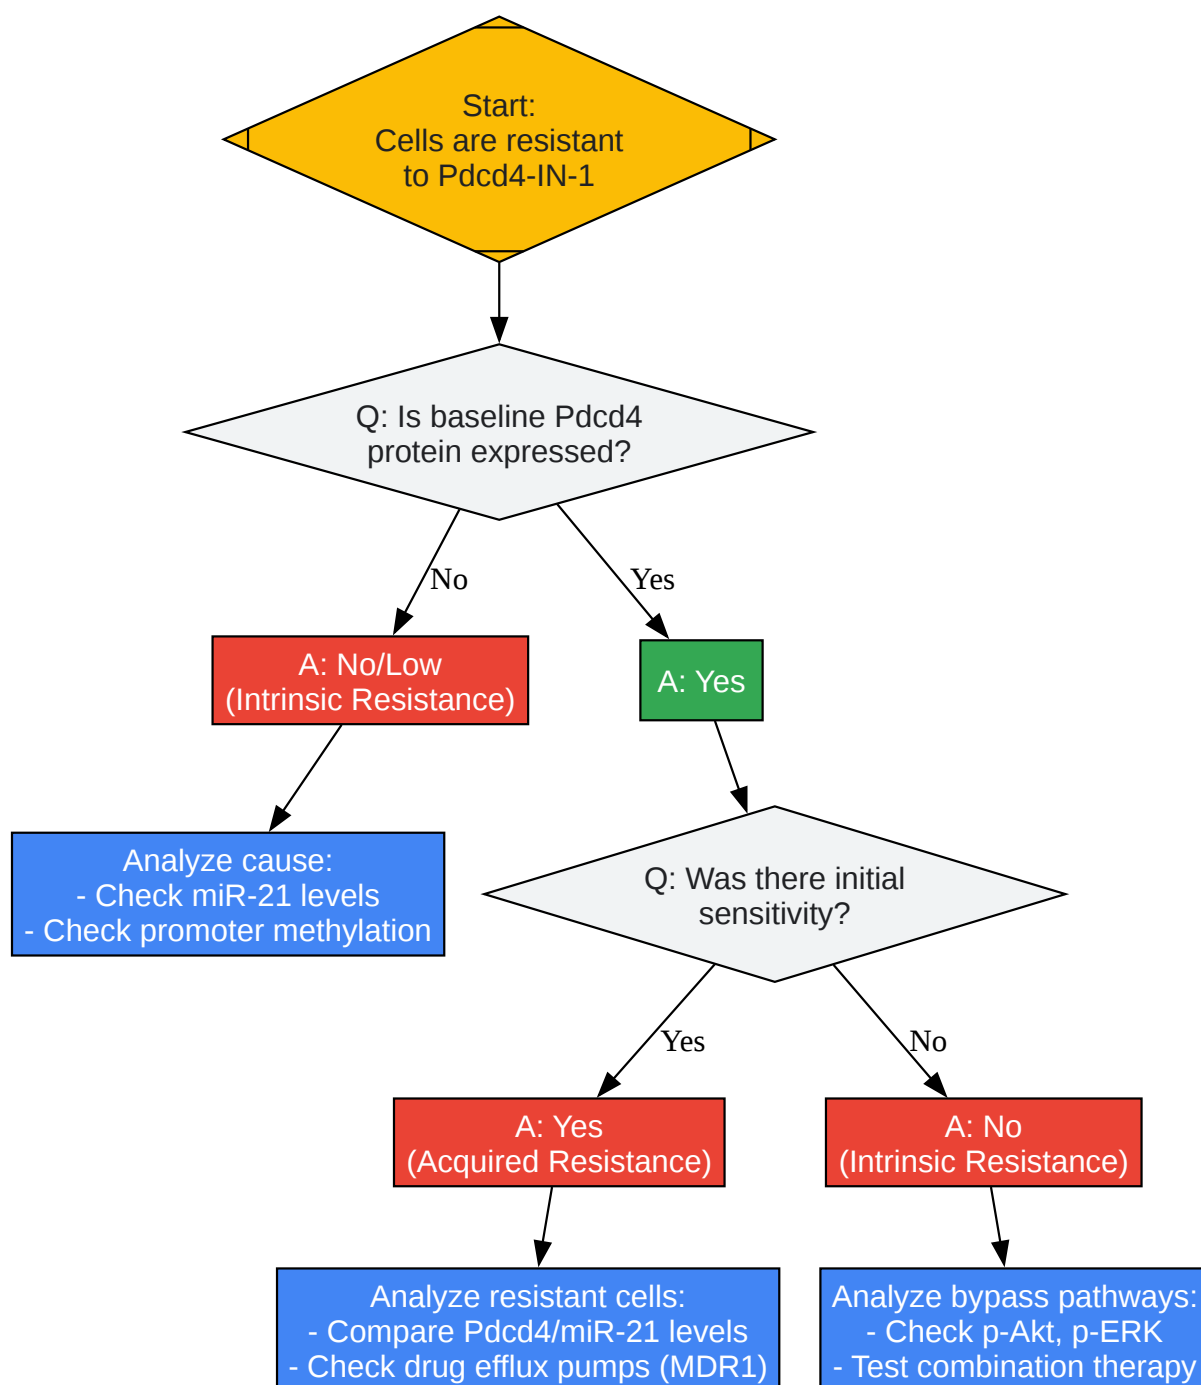 Start:
Cells are resistant
to Pdcd4-IN-1
Q: Is baseline Pdcd4
protein expressed?
No
Yes
A: No/Low
(Intrinsic Resistance)
A: Yes
Analyze cause:
- Check miR-21 levels
- Check promoter methylation
Q: Was there initial
sensitivity?
Yes
No
A: Yes
(Acquired Resistance)
A: No
(Intrinsic Resistance)
Analyze resistant cells:
- Compare Pdcd4/miR-21 levels
- Check drug efflux pumps (MDR1)
Analyze bypass pathways:
- Check p-Akt, p-ERK
- Test combination therapy